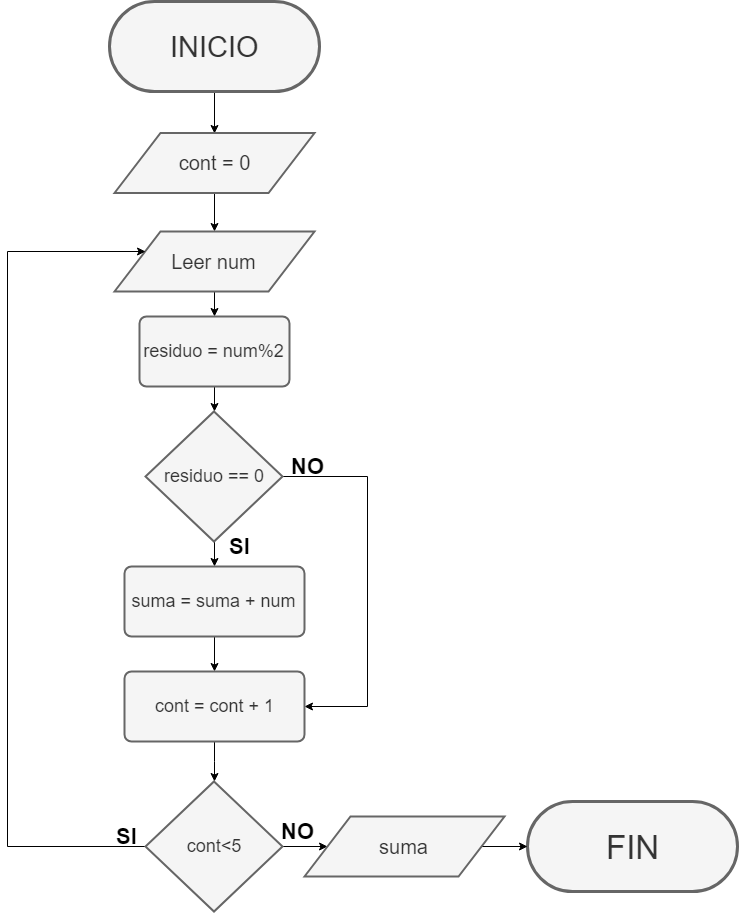 INICIO
cont = 0
Leer num
residuo = num%2
residuo == 0
NO
SI
suma = suma + num
cont = cont + 1
cont<5
SI
NO
suma
FIN